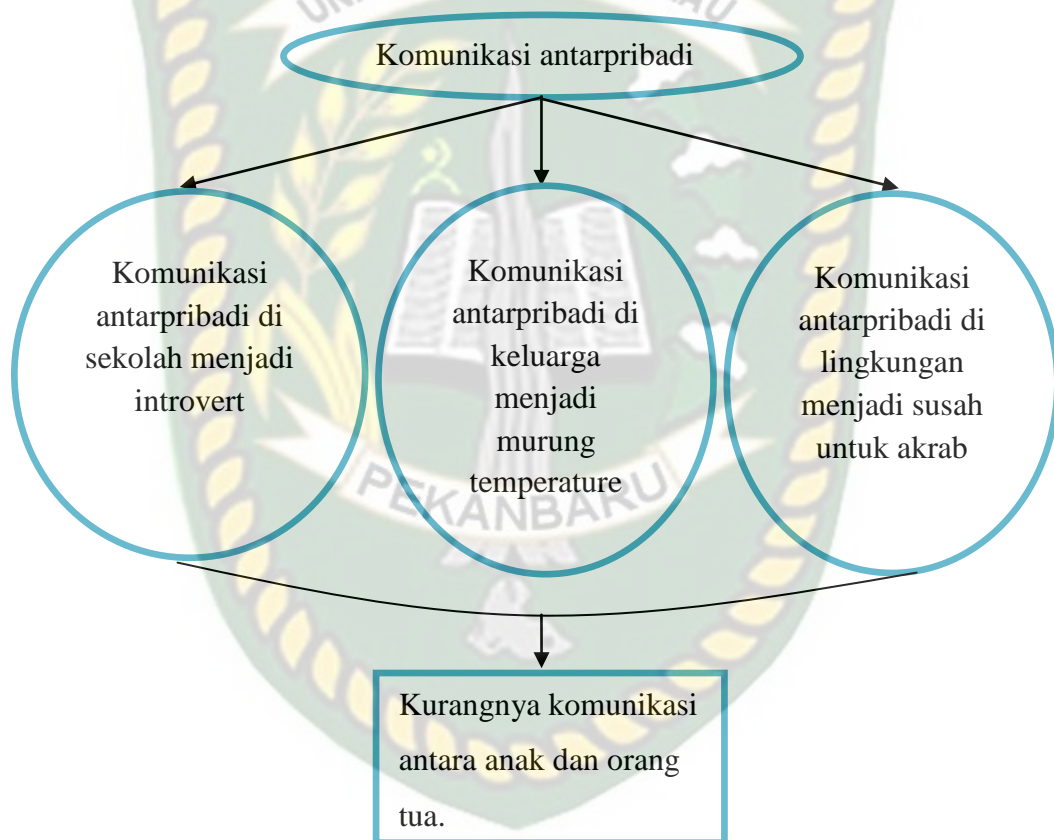 Komunikasi antarpribadi
Komunikasi
antarpribadi di
sekolah menjadi
introvert
Komunikasi
antarpribadi di
keluarga
menjadi
murung
temperature
Komunikasi
antarpribadi di
lingkungan
menjadi susah
untuk akrab
PEKANBARU
Kurangnya komunikasi
antara anak dan orang
tua.